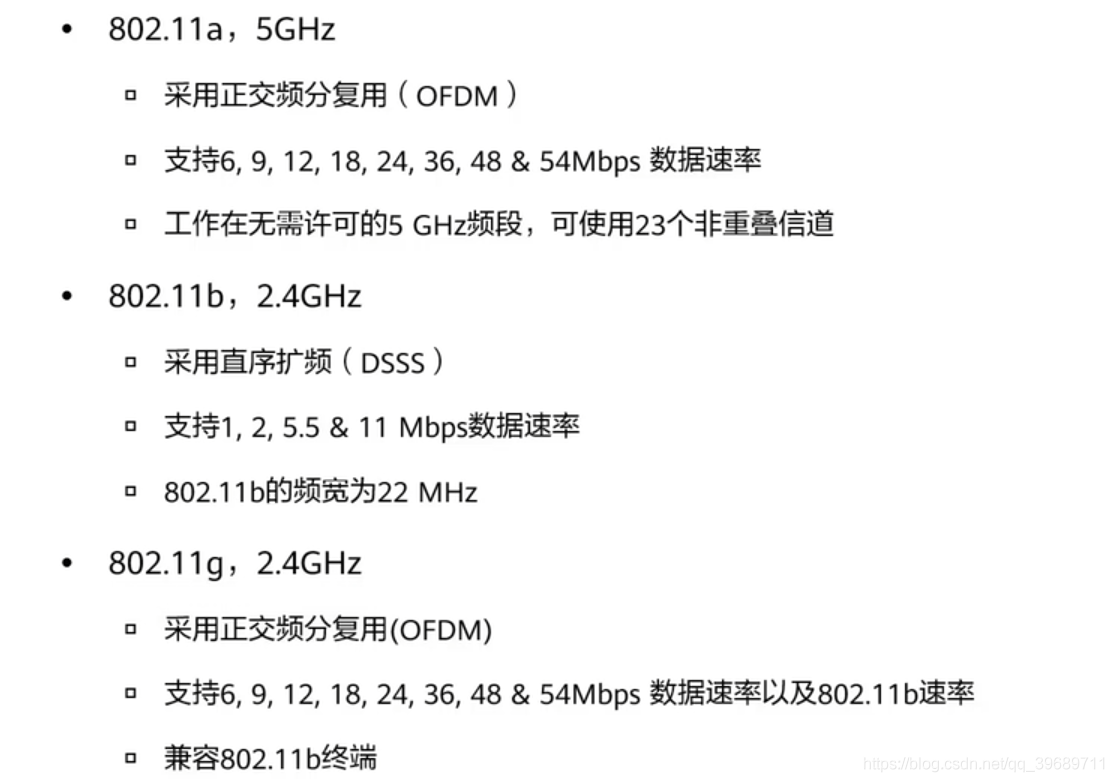 • 802.11a，5GHz
▫ 采用正交频分复用（OFDM）
▫ 支持6, 9, 12, 18, 24, 36, 48 & 54Mbps 数据速率
▫ 工作在无需许可的5 GHz频段，可使用23个非重叠信道
• 802.11b，2.4GHz
▫ 采用直序扩频（DSSS）
▫ 支持1, 2, 5.5 & 11 Mbps数据速率
▫ 802.11b的频宽为22 MHz
• 802.11g，2.4GHz
▫ 采用正交频分复用(OFDM)
▫ 支持6, 9, 12, 18, 24, 36, 48 & 54Mbps 数据速率以及802.11b速率
▫ 兼容802.11b终端
https://blog.csdn.net/qq_39689711